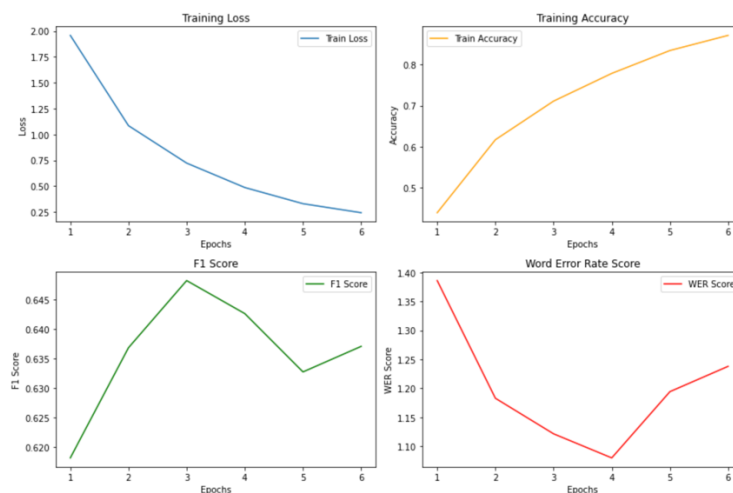 Training Loss
Train Loss
2.00
1.75
1.50
1.25
1.00
0.75
0.50
0.25
Loss
1 2 3 4 5 6
Epochs
Training Accuracy
Train Accuracy
0.8
0.7
0.6
0.5
Accuracy
1 2 3 4 5 6
Epochs
F1 Score
F1 Score
0.645
0.640
0.635
0.630
0.625
0.620
F1 Score
1 2 3 4 5 6
Epochs
Word Error Rate Score
WER Score
1.40
1.35
1.30
1.25
1.20
1.15
1.10
WER Score
1 2 3 4 5 6
Epochs